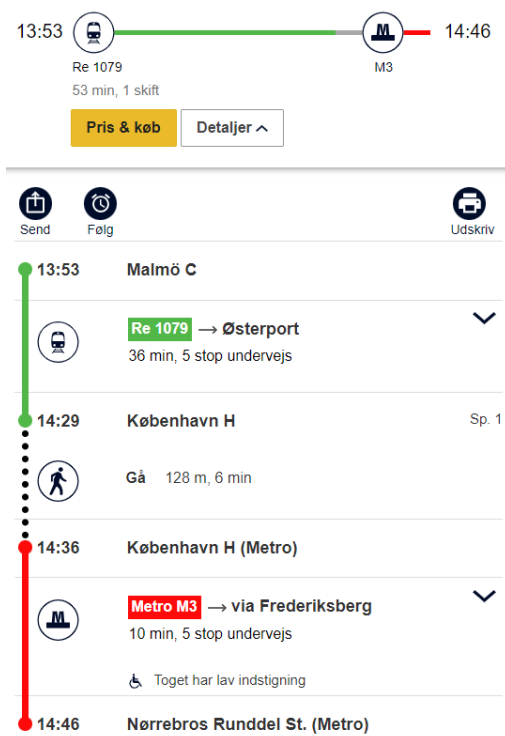 13:53 14:46
Re 1079 M3
53 min, 1 skift
Pris & køb Detaljer
Send Følg Udskriv
13:53 Malmö C
Re 1079 → Østerport
36 min, 5 stop undervejs
14:29 København H Sp. 1
Gå 128 m, 6 min
14:36 København H (Metro)
Metro M3 → via Frederiksberg
10 min, 5 stop undervejs
Toget har lav indstigning
14:46 Nørrebros Runddel St. (Metro)